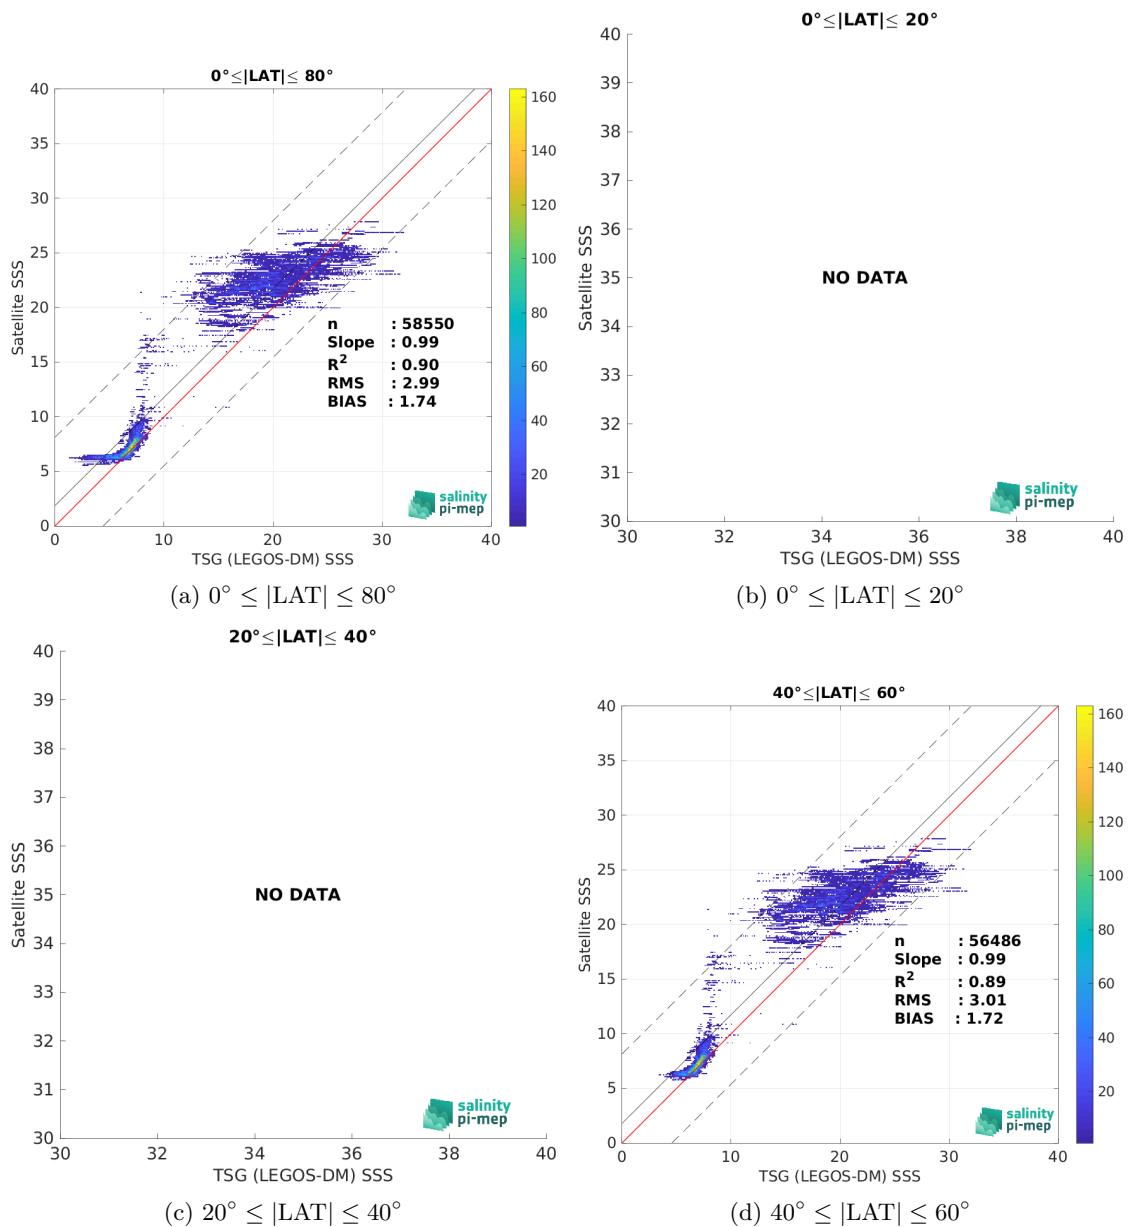 0°≤|LAT|≤ 80°
40
35
30
25
20
15
10
5
0
Satellite SSS
0
10
20
30
40
TSG (LEGOS-DM) SSS
160
140
120
100
80
60
40
20
n : 58550
Slope : 0.99
R² : 0.90
RMS : 2.99
BIAS : 1.74
salinity
pi-mep
(a) 0° ≤ |LAT| ≤ 80°
0°≤|LAT|≤ 20°
40
39
38
37
36
35
34
33
32
31
30
Satellite SSS
NO DATA
30
32
34
36
38
40
TSG (LEGOS-DM) SSS
salinity
pi-mep
(b) 0° ≤ |LAT| ≤ 20°
20°≤|LAT|≤ 40°
40
39
38
37
36
35
34
33
32
31
30
Satellite SSS
NO DATA
30
32
34
36
38
40
TSG (LEGOS-DM) SSS
salinity
pi-mep
(c) 20° ≤ |LAT| ≤ 40°
40°≤|LAT|≤ 60°
40
35
30
25
20
15
10
5
0
Satellite SSS
0
10
20
30
40
TSG (LEGOS-DM) SSS
160
140
120
100
80
60
40
20
n : 56486
Slope : 0.99
R² : 0.89
RMS : 3.01
BIAS : 1.72
salinity
pi-mep
(d) 40° ≤ |LAT| ≤ 60°